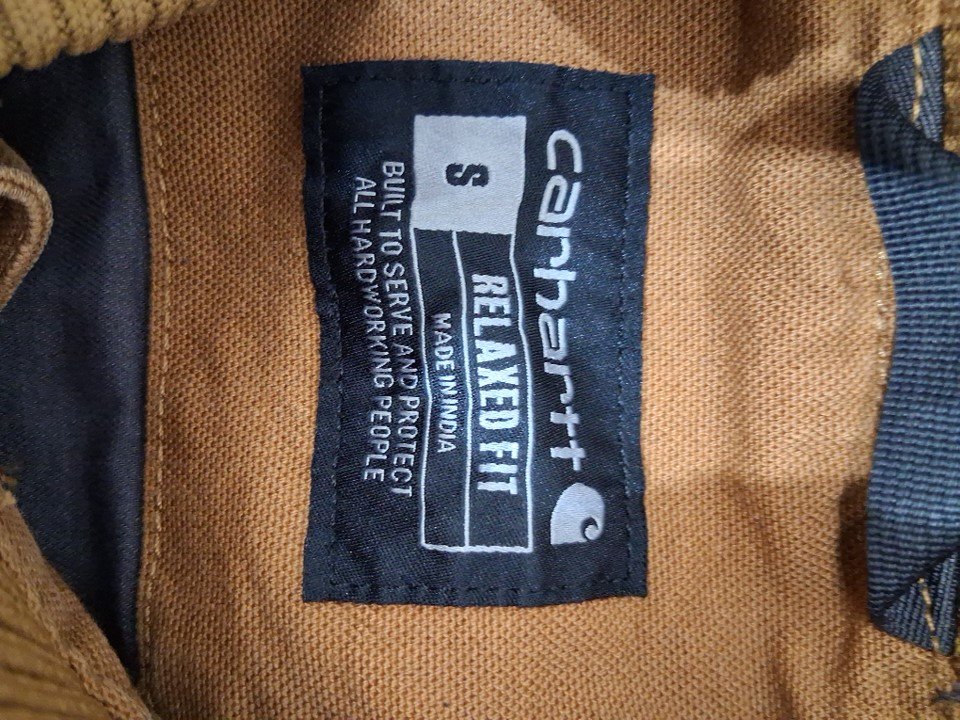 carhartt
S
RELAXED FIT
MADE IN INDIA
BUILT TO SERVE AND PROTECT
ALL HARDWORKING PEOPLE